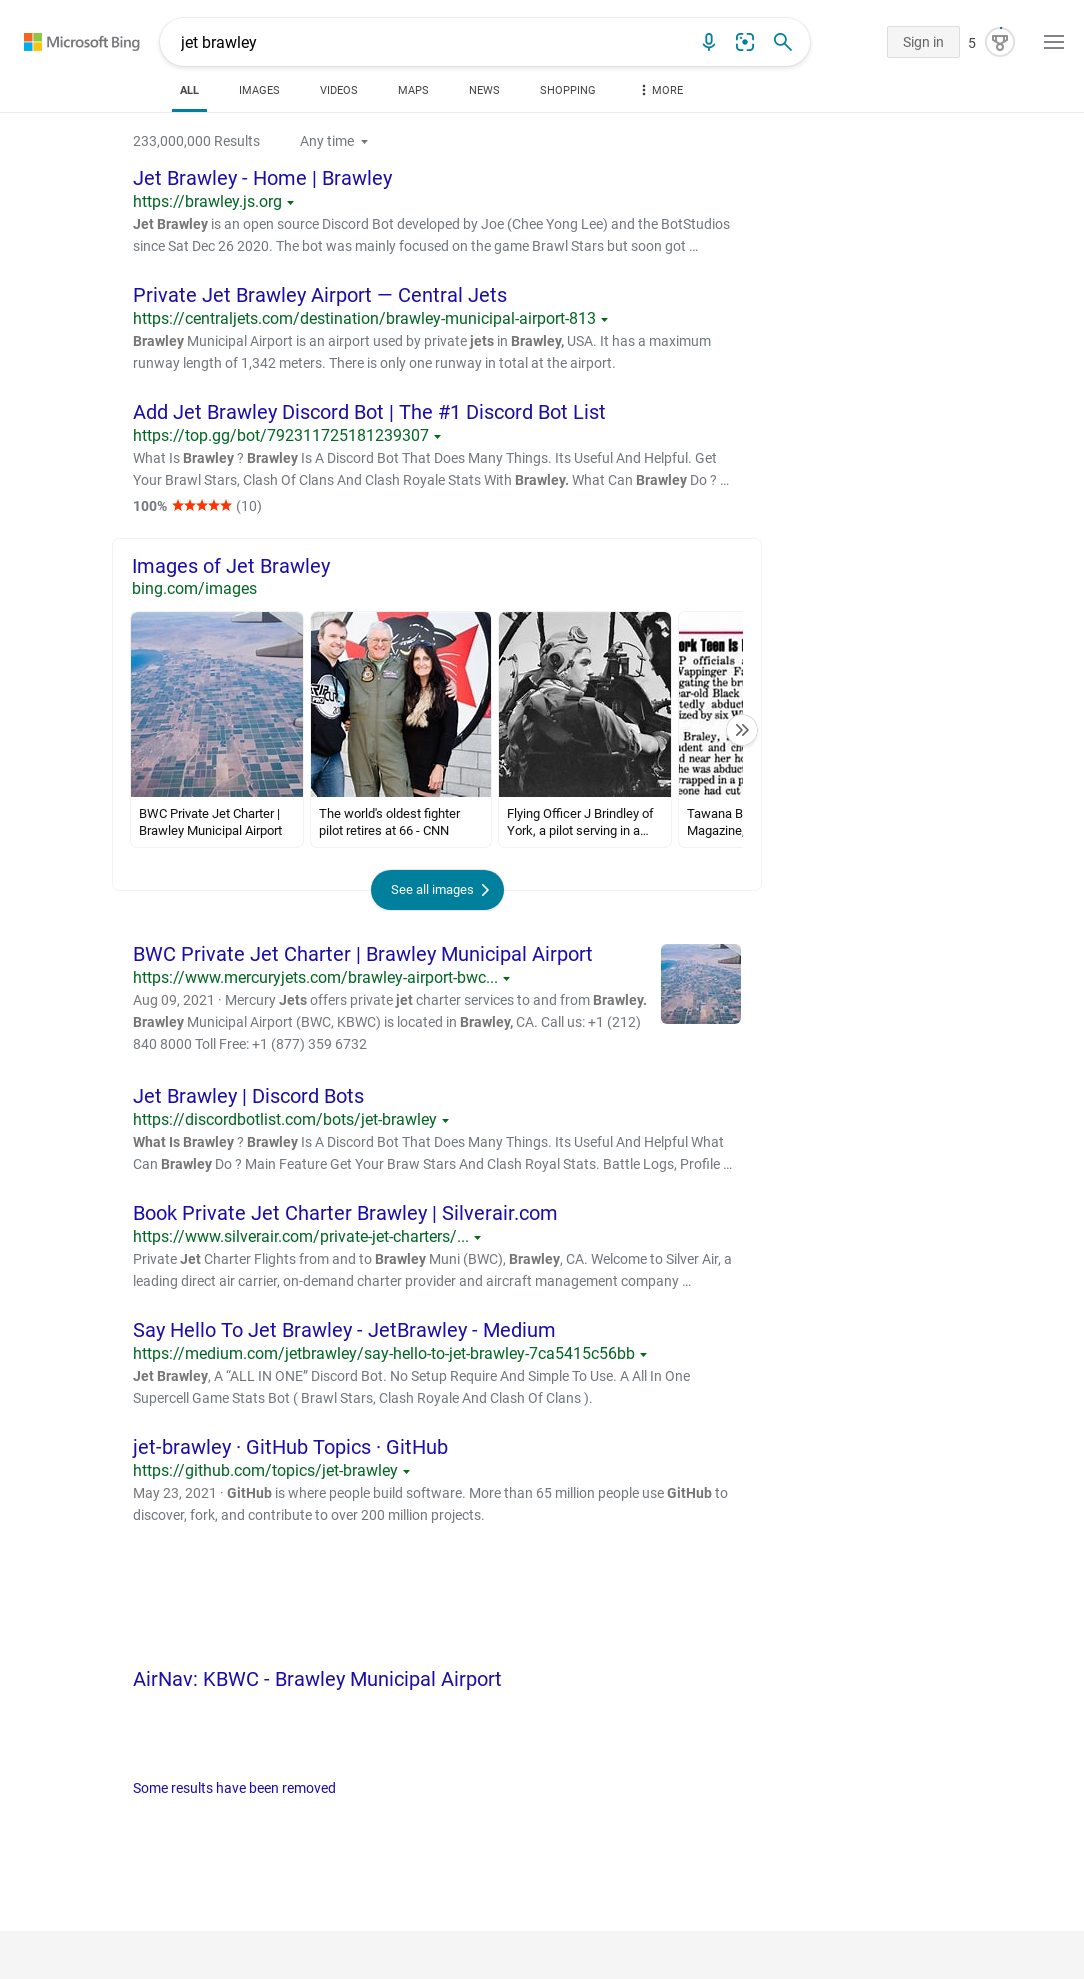 Microsoft Bing
jet brawley
Sign in
5
ALL
IMAGES
VIDEOS
MAPS
NEWS
SHOPPING
MORE
233,000,000 Results
Any time
Jet Brawley - Home | Brawley
https://brawley.js.org
Jet Brawley is an open source Discord Bot developed by Joe (Chee Yong Lee) and the BotStudios
since Sat Dec 26 2020. The bot was mainly focused on the game Brawl Stars but soon got …
Private Jet Brawley Airport — Central Jets
https://centraljets.com/destination/brawley-municipal-airport-813
Brawley Municipal Airport is an airport used by private jets in Brawley, USA. It has a maximum
runway length of 1,342 meters. There is only one runway in total at the airport.
Add Jet Brawley Discord Bot | The #1 Discord Bot List
https://top.gg/bot/792311725181239307
What Is Brawley ? Brawley Is A Discord Bot That Does Many Things. Its Useful And Helpful. Get
Your Brawl Stars, Clash Of Clans And Clash Royale Stats With Brawley. What Can Brawley Do ? …
100% ★★★★★ (10)
Images of Jet Brawley
bing.com/images
ork Teen Is
P officials
Wappinger Fa
gating the br
ear-old Black
tedly abduct
ized by six W
Braley,
udent and ch
d near her ho
he was abduc
wrapped in a p
eone had cut
BWC Private Jet Charter |
Brawley Municipal Airport
The world's oldest fighter
pilot retires at 66 - CNN
Flying Officer J Brindley of
York, a pilot serving in a…
Tawana B
Magazine,
See all images
BWC Private Jet Charter | Brawley Municipal Airport
https://www.mercuryjets.com/brawley-airport-bwc...
Aug 09, 2021 · Mercury Jets offers private jet charter services to and from Brawley.
Brawley Municipal Airport (BWC, KBWC) is located in Brawley, CA. Call us: +1 (212)
840 8000 Toll Free: +1 (877) 359 6732
Jet Brawley | Discord Bots
https://discordbotlist.com/bots/jet-brawley
What Is Brawley ? Brawley Is A Discord Bot That Does Many Things. Its Useful And Helpful What
Can Brawley Do ? Main Feature Get Your Braw Stars And Clash Royal Stats. Battle Logs, Profile …
Book Private Jet Charter Brawley | Silverair.com
https://www.silverair.com/private-jet-charters/...
Private Jet Charter Flights from and to Brawley Muni (BWC), Brawley, CA. Welcome to Silver Air, a
leading direct air carrier, on-demand charter provider and aircraft management company …
Say Hello To Jet Brawley - JetBrawley - Medium
https://medium.com/jetbrawley/say-hello-to-jet-brawley-7ca5415c56bb
Jet Brawley, A “ALL IN ONE” Discord Bot. No Setup Require And Simple To Use. A All In One
Supercell Game Stats Bot ( Brawl Stars, Clash Royale And Clash Of Clans ).
jet-brawley · GitHub Topics · GitHub
https://github.com/topics/jet-brawley
May 23, 2021 · GitHub is where people build software. More than 65 million people use GitHub to
discover, fork, and contribute to over 200 million projects.
AirNav: KBWC - Brawley Municipal Airport
Some results have been removed